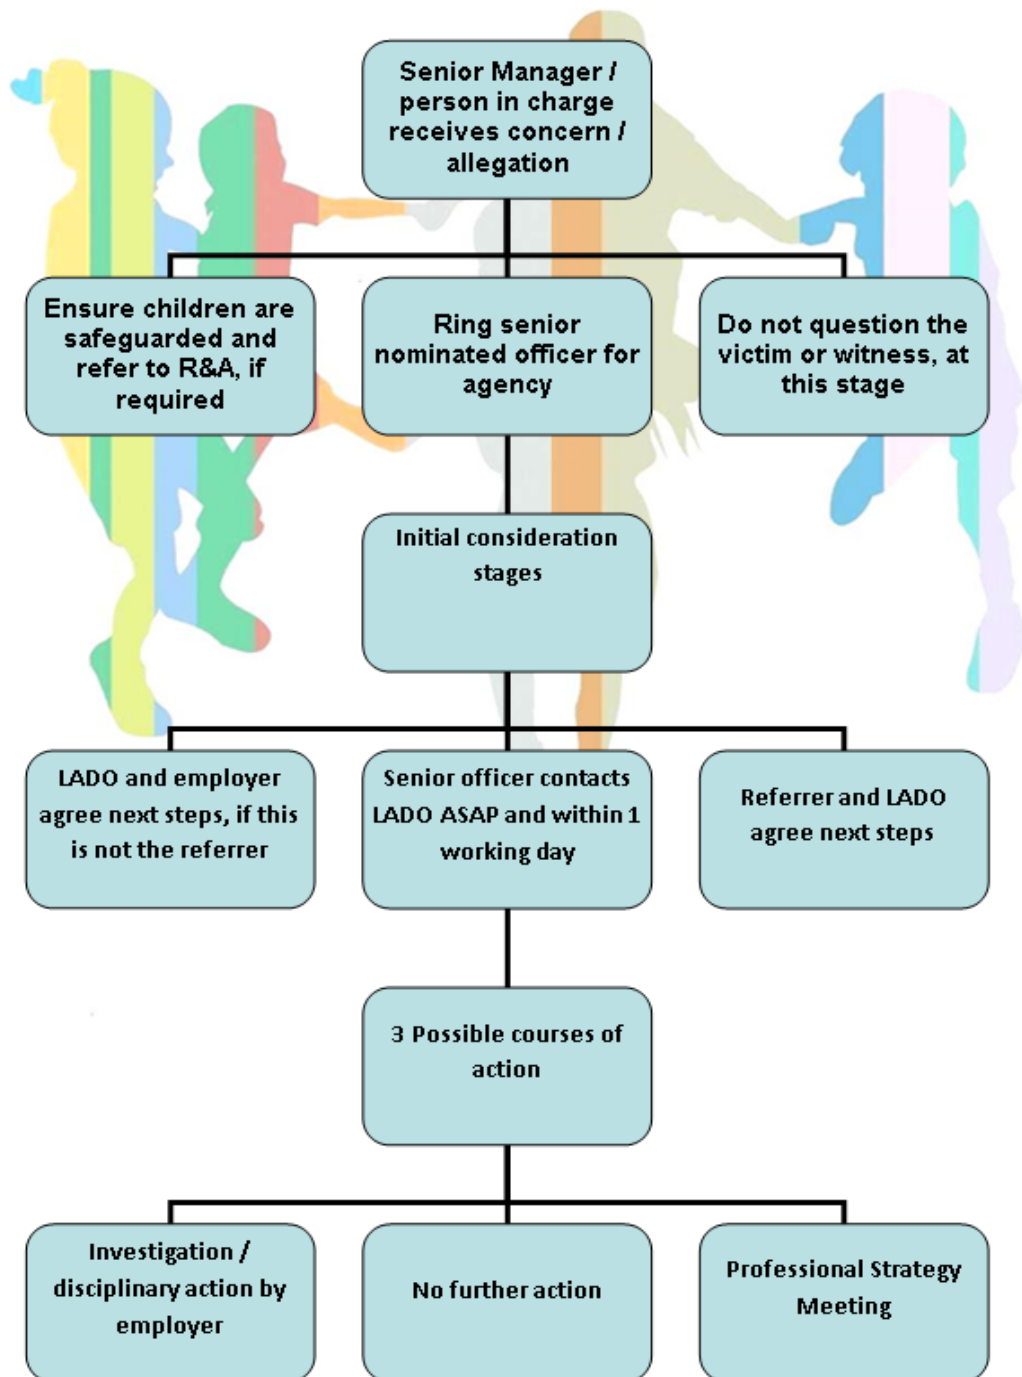 Senior Manager /
person in charge
receives concern /
allegation
Ensure children are
safeguarded and
refer to R&A, if
required
Ring senior
nominated officer for
agency
Do not question the
victim or witness, at
this stage
Initial consideration
stages
LADO and employer
agree next steps, if this
is not the referrer
Senior officer contacts
LADO ASAP and within 1
working day
Referrer and LADO
agree next steps
3 Possible courses of
action
Investigation /
disciplinary action by
employer
No further action
Professional Strategy
Meeting